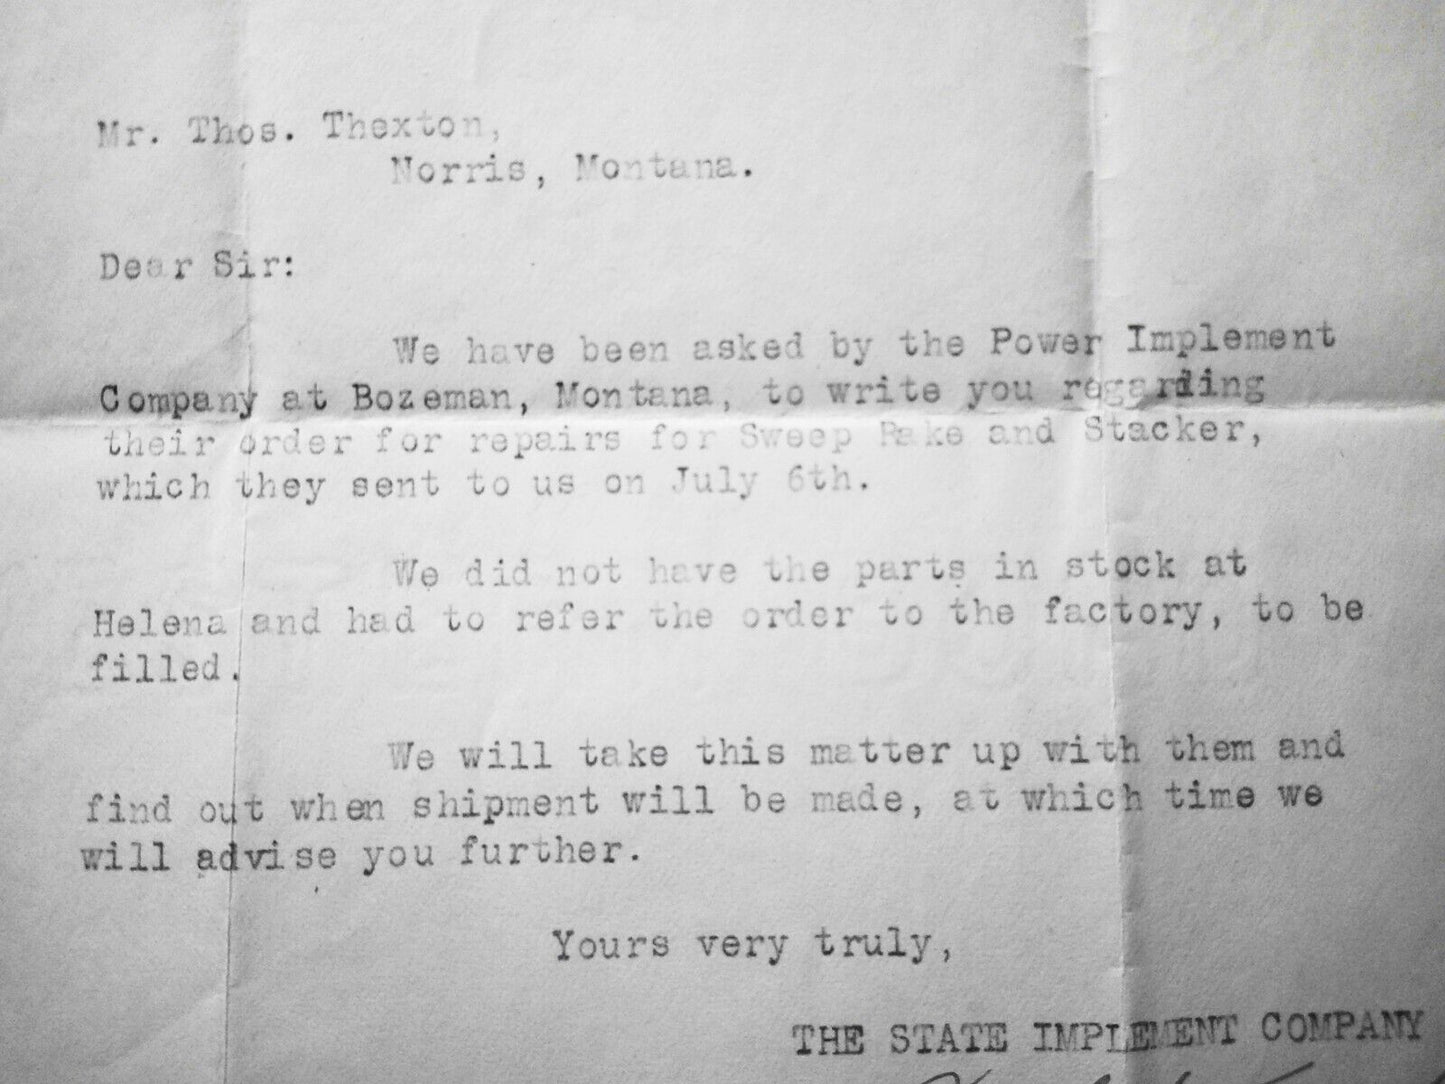 Mr. Thos. Thexton,
Norris, Montana.
Dear Sir:
We have been asked by the Power Implement
Company at Bozeman, Montana, to write you regarding
their order for repairs for Sweep Rake and Stacker,
which they sent to us on July 6th.
We did not have the parts in stock at
Helena and had to refer the order to the factory, to be
filled.
We will take this matter up with them and
find out when shipment will be made, at which time we
will advise you further.
Yours very truly,
THE STATE IMPLEMENT COMPANY